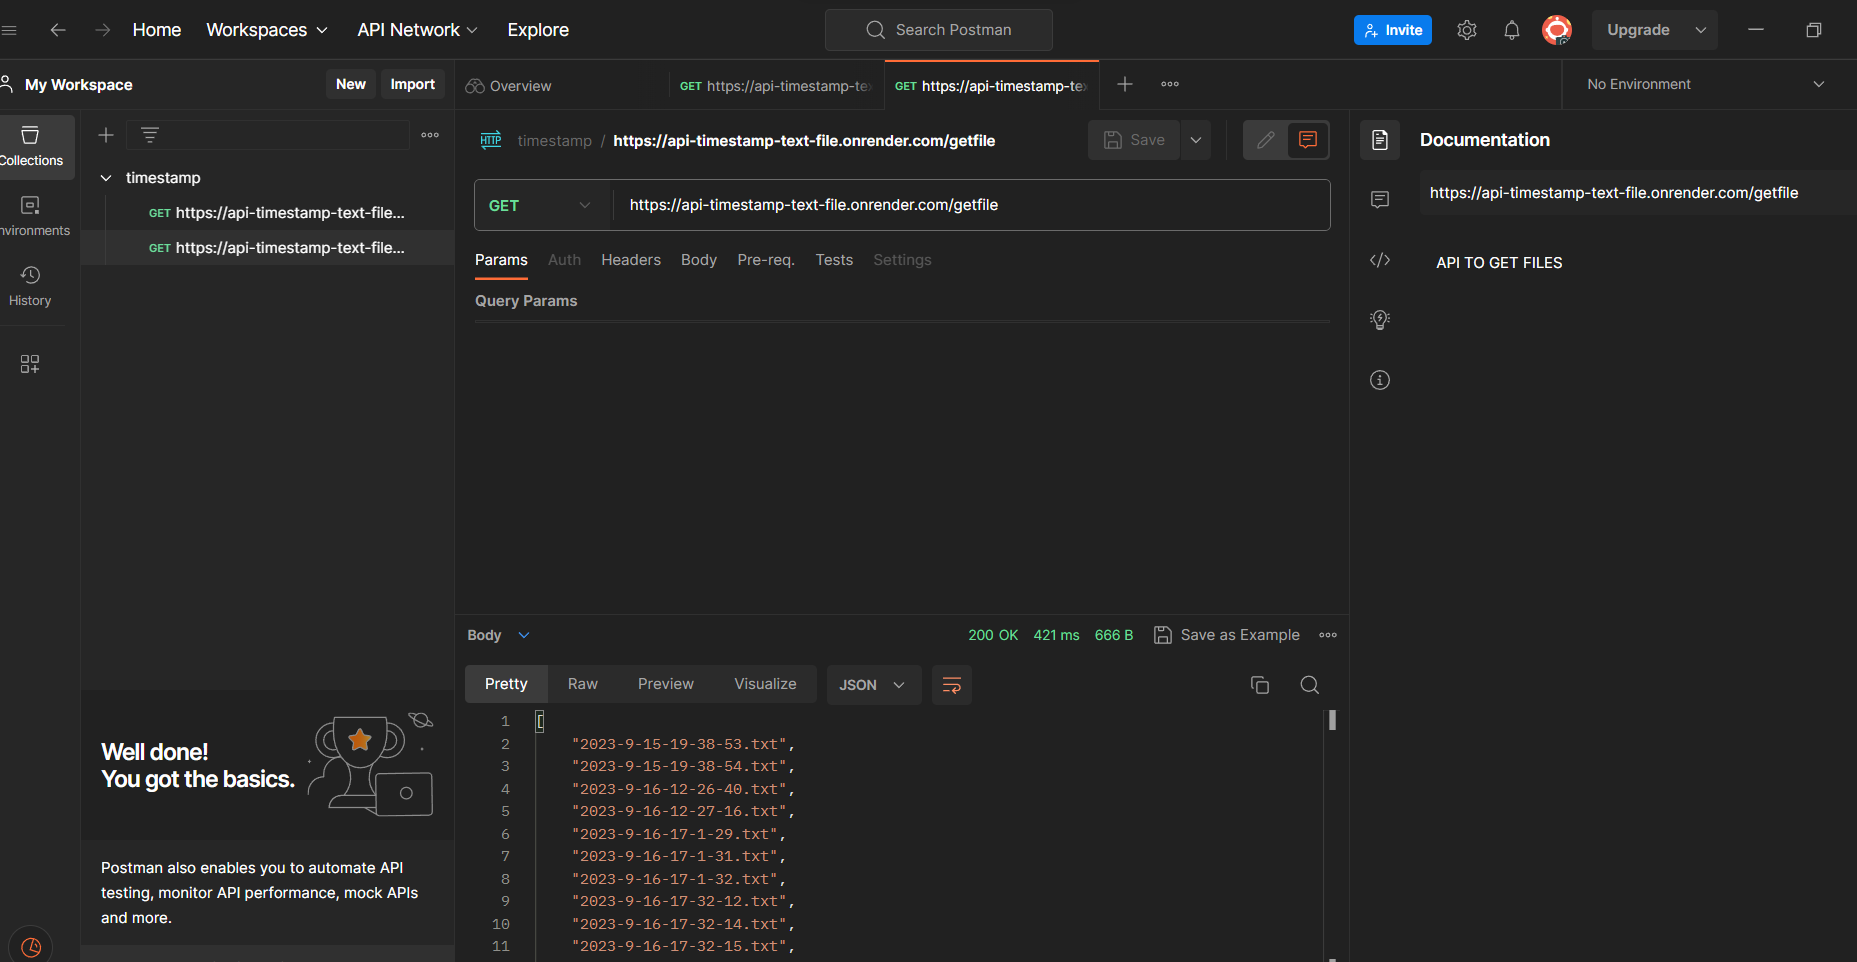 Home Workspaces API Network Explore Search Postman Invite Upgrade
My Workspace New Import Overview GET https://api-timestamp-te GET https://api-timestamp-te No Environment
Collections
nvironments
History
timestamp
GET https://api-timestamp-text-file...
GET https://api-timestamp-text-file...
Well done!
You got the basics.
Postman also enables you to automate API
testing, monitor API performance, mock APIs
and more.
HTTP timestamp / https://api-timestamp-text-file.onrender.com/getfile Save
GET https://api-timestamp-text-file.onrender.com/getfile
Params Auth Headers Body Pre-req. Tests Settings
Query Params
Body 200 OK 421 ms 666 B Save as Example
Pretty Raw Preview Visualize JSON
1 [
2 "2023-9-15-19-38-53.txt",
3 "2023-9-15-19-38-54.txt",
4 "2023-9-16-12-26-40.txt",
5 "2023-9-16-12-27-16.txt",
6 "2023-9-16-17-1-29.txt",
7 "2023-9-16-17-1-31.txt",
8 "2023-9-16-17-1-32.txt",
9 "2023-9-16-17-32-12.txt",
10 "2023-9-16-17-32-14.txt",
11 "2023-9-16-17-32-15.txt",
Documentation
https://api-timestamp-text-file.onrender.com/getfile
API TO GET FILES